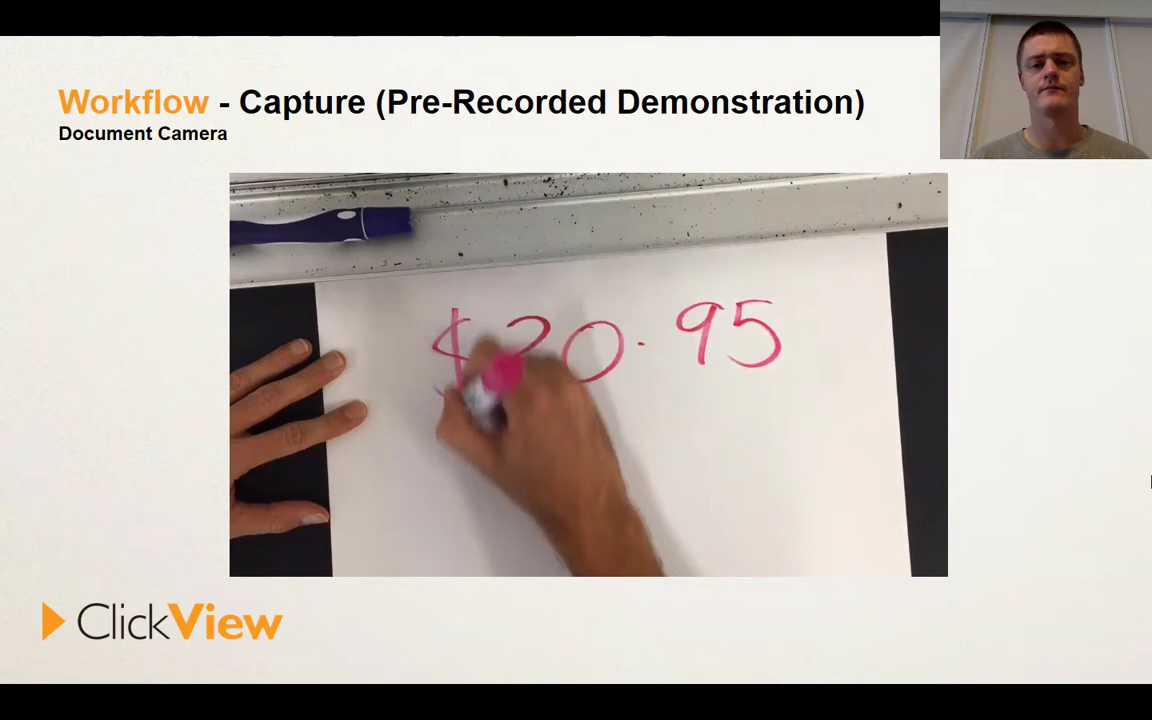 Workflow - Capture (Pre-Recorded Demonstration)
Document Camera
$20.95
ClickView